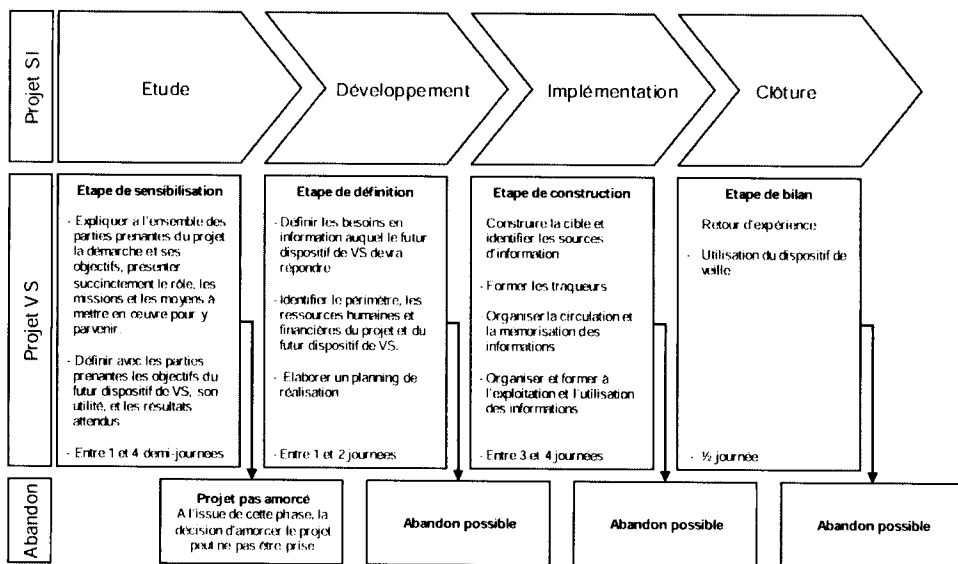 Projet SI
Etude
Développement
Implémentation
Clôture
Projet VS
Etape de sensibilisation
- Expliquer à l'ensemble des
parties prenantes du projet
la démarche et ses
objectifs, présenter
succinctement le rôle, les
missions et les moyens à
mettre en œuvre pour y
parvenir.
- Définir avec les parties
prenantes les objectifs du
futur dispositif de VS, son
utilité, et les résultats
attendus
- Entre 1 et 4 demi-journées
Etape de définition
- Définir les besoins en
information auquel le futur
dispositif de VS devra
répondre
- Identifier le périmètre, les
ressources humaines et
financières du projet et du
futur dispositif de VS.
- Elaborer un planning de
réalisation
- Entre 1 et 2 journées
Etape de construction
Construire la cible et
identifier les sources
d'information
- Former les traqueurs
- Organiser la circulation et
la mémorisation des
informations
- Organiser et former à
l'exploitation et l'utilisation
des informations
- Entre 3 et 4 journées
Etape de bilan
Retour d'expérience
- Utilisation du dispositif de
veille
- ½ journée
Abandon
Projet pas amorcé
A l'issue de cette phase, la
décision d'amorcer le projet
peut ne pas être prise
Abandon possible
Abandon possible
Abandon possible